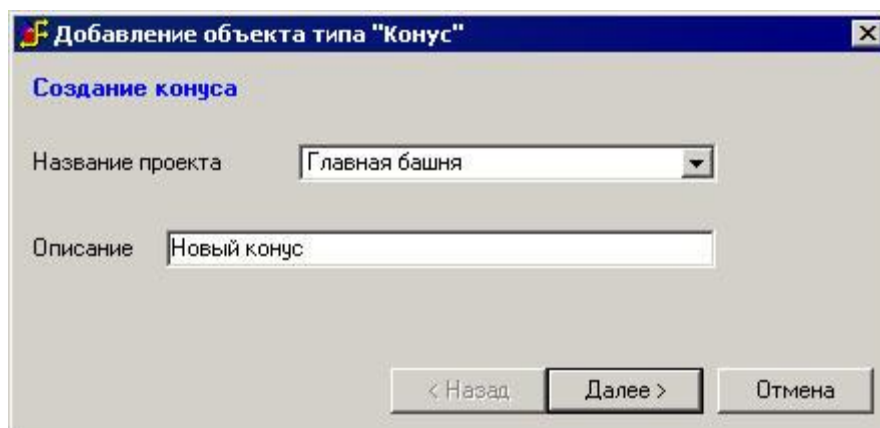 Добавление объекта типа "Конус"
Создание конуса
Название проекта Главная башня
Описание Новый конус
< Назад Далее > Отмена